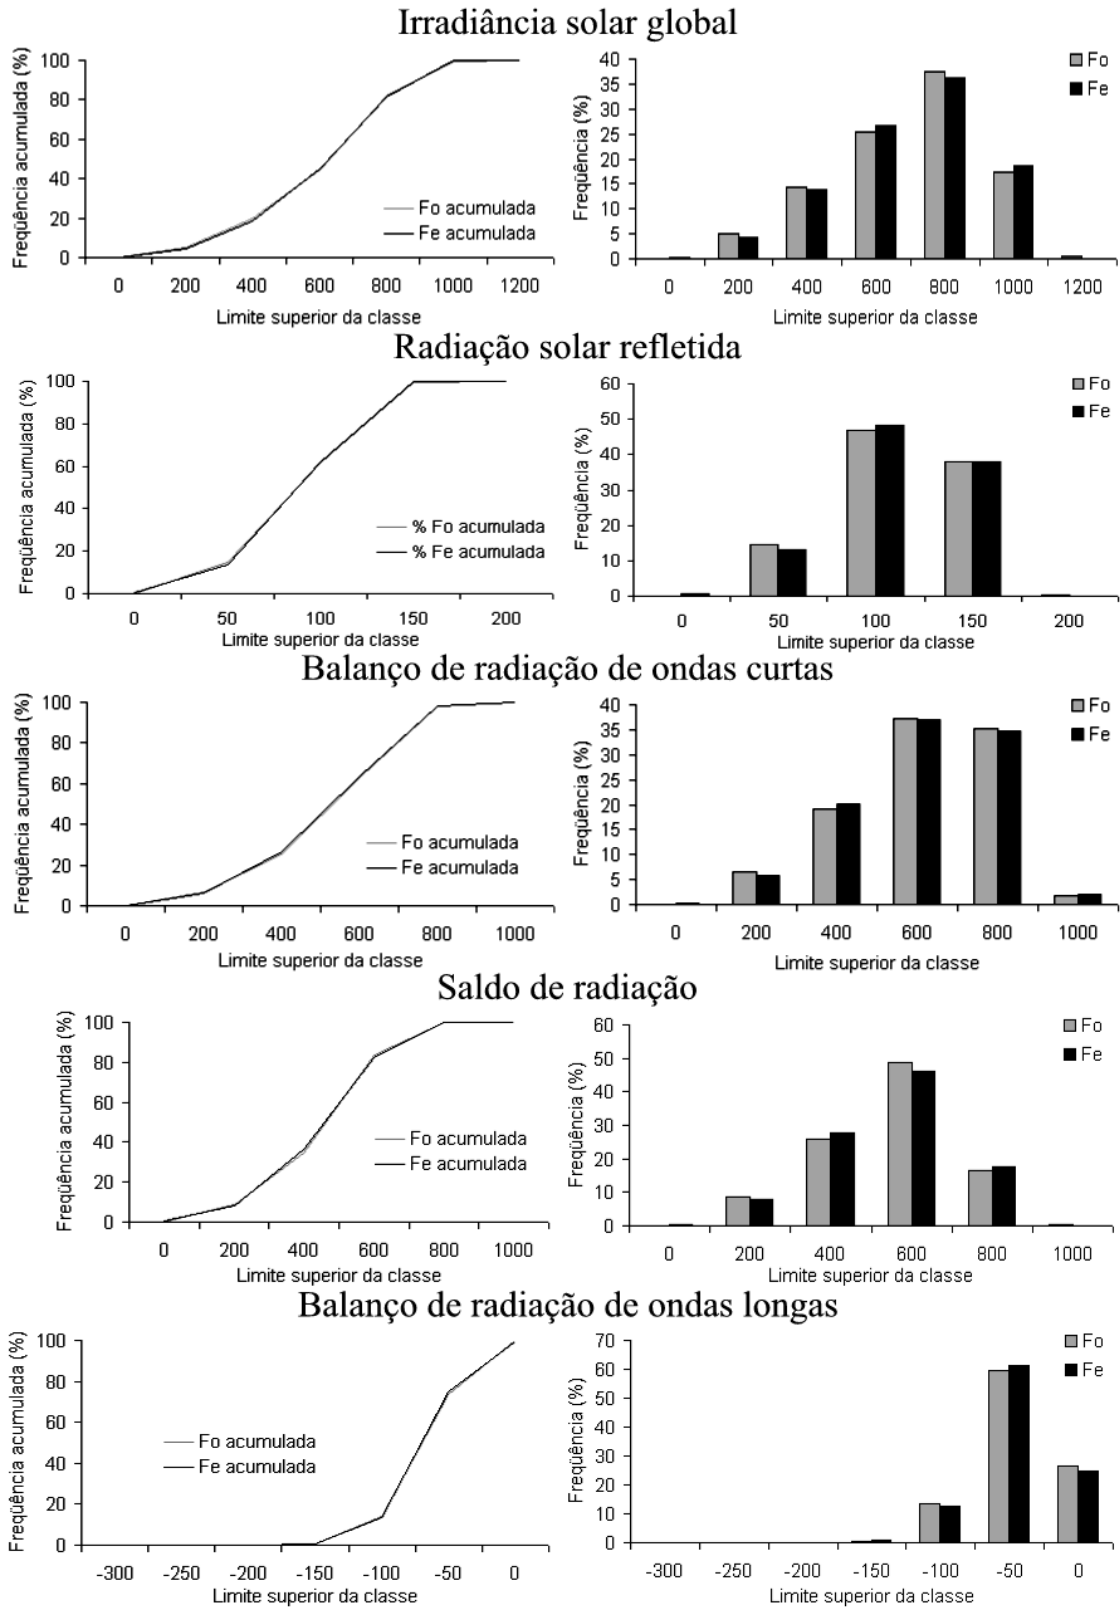 Irradiância solar global
Freqüência acumulada (%)
100
80
60
40
20
0
Fo acumulada
Fe acumulada
0 200 400 600 800 1000 1200
Limite superior da classe
Freqüência (%)
40
35
30
25
20
15
10
5
0
Fo
Fe
0 200 400 600 800 1000 1200
Limite superior da classe
Radiação solar refletida
Freqüência acumulada (%)
100
80
60
40
20
0
% Fo acumulada
% Fe acumulada
0 50 100 150 200
Limite superior da classe
Freqüência (%)
60
50
40
30
20
10
0
Fo
Fe
0 50 100 150 200
Limite superior da classe
Balanço de radiação de ondas curtas
Freqüência acumulada (%)
100
80
60
40
20
0
Fo acumulada
Fe acumulada
0 200 400 600 800 1000
Limite superior da classe
Freqüência (%)
40
35
30
25
20
15
10
5
0
Fo
Fe
0 200 400 600 800 1000
Limite superior da classe
Saldo de radiação
Freqüência acumulada (%)
100
80
60
40
20
0
Fo acumulada
Fe acumulada
0 200 400 600 800 1000
Limite superior da classe
Freqüência (%)
60
50
40
30
20
10
0
Fo
Fe
0 200 400 600 800 1000
Limite superior da classe
Balanço de radiação de ondas longas
Freqüência acumulada (%)
100
80
60
40
20
0
Fo acumulada
Fe acumulada
-300 -250 -200 -150 -100 -50 0
Limite superior da classe
Freqüência (%)
70
60
50
40
30
20
10
0
Fo
Fe
-300 -250 -200 -150 -100 -50 0
Limite superior da classe